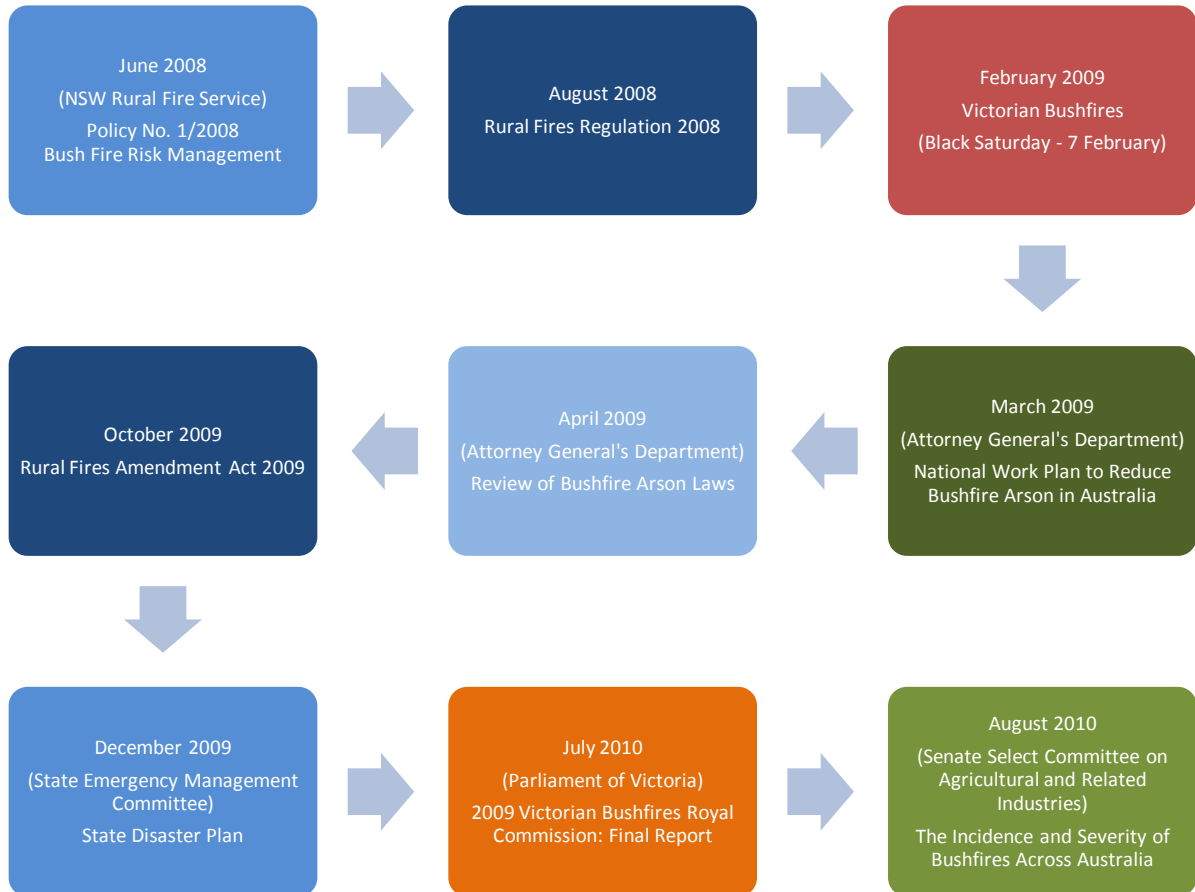 June 2008
(NSW Rural Fire Service)
Policy No. 1/2008
Bush Fire Risk Management
August 2008
Rural Fires Regulation 2008
February 2009
Victorian Bushfires
(Black Saturday - 7 February)
March 2009
(Attorney General's Department)
National Work Plan to Reduce
Bushfire Arson in Australia
April 2009
(Attorney General's Department)
Review of Bushfire Arson Laws
October 2009
Rural Fires Amendment Act 2009
December 2009
(State Emergency Management
Committee)
State Disaster Plan
July 2010
(Parliament of Victoria)
2009 Victorian Bushfires Royal
Commission: Final Report
August 2010
(Senate Select Committee on
Agricultural and Related
Industries)
The Incidence and Severity of
Bushfires Across Australia